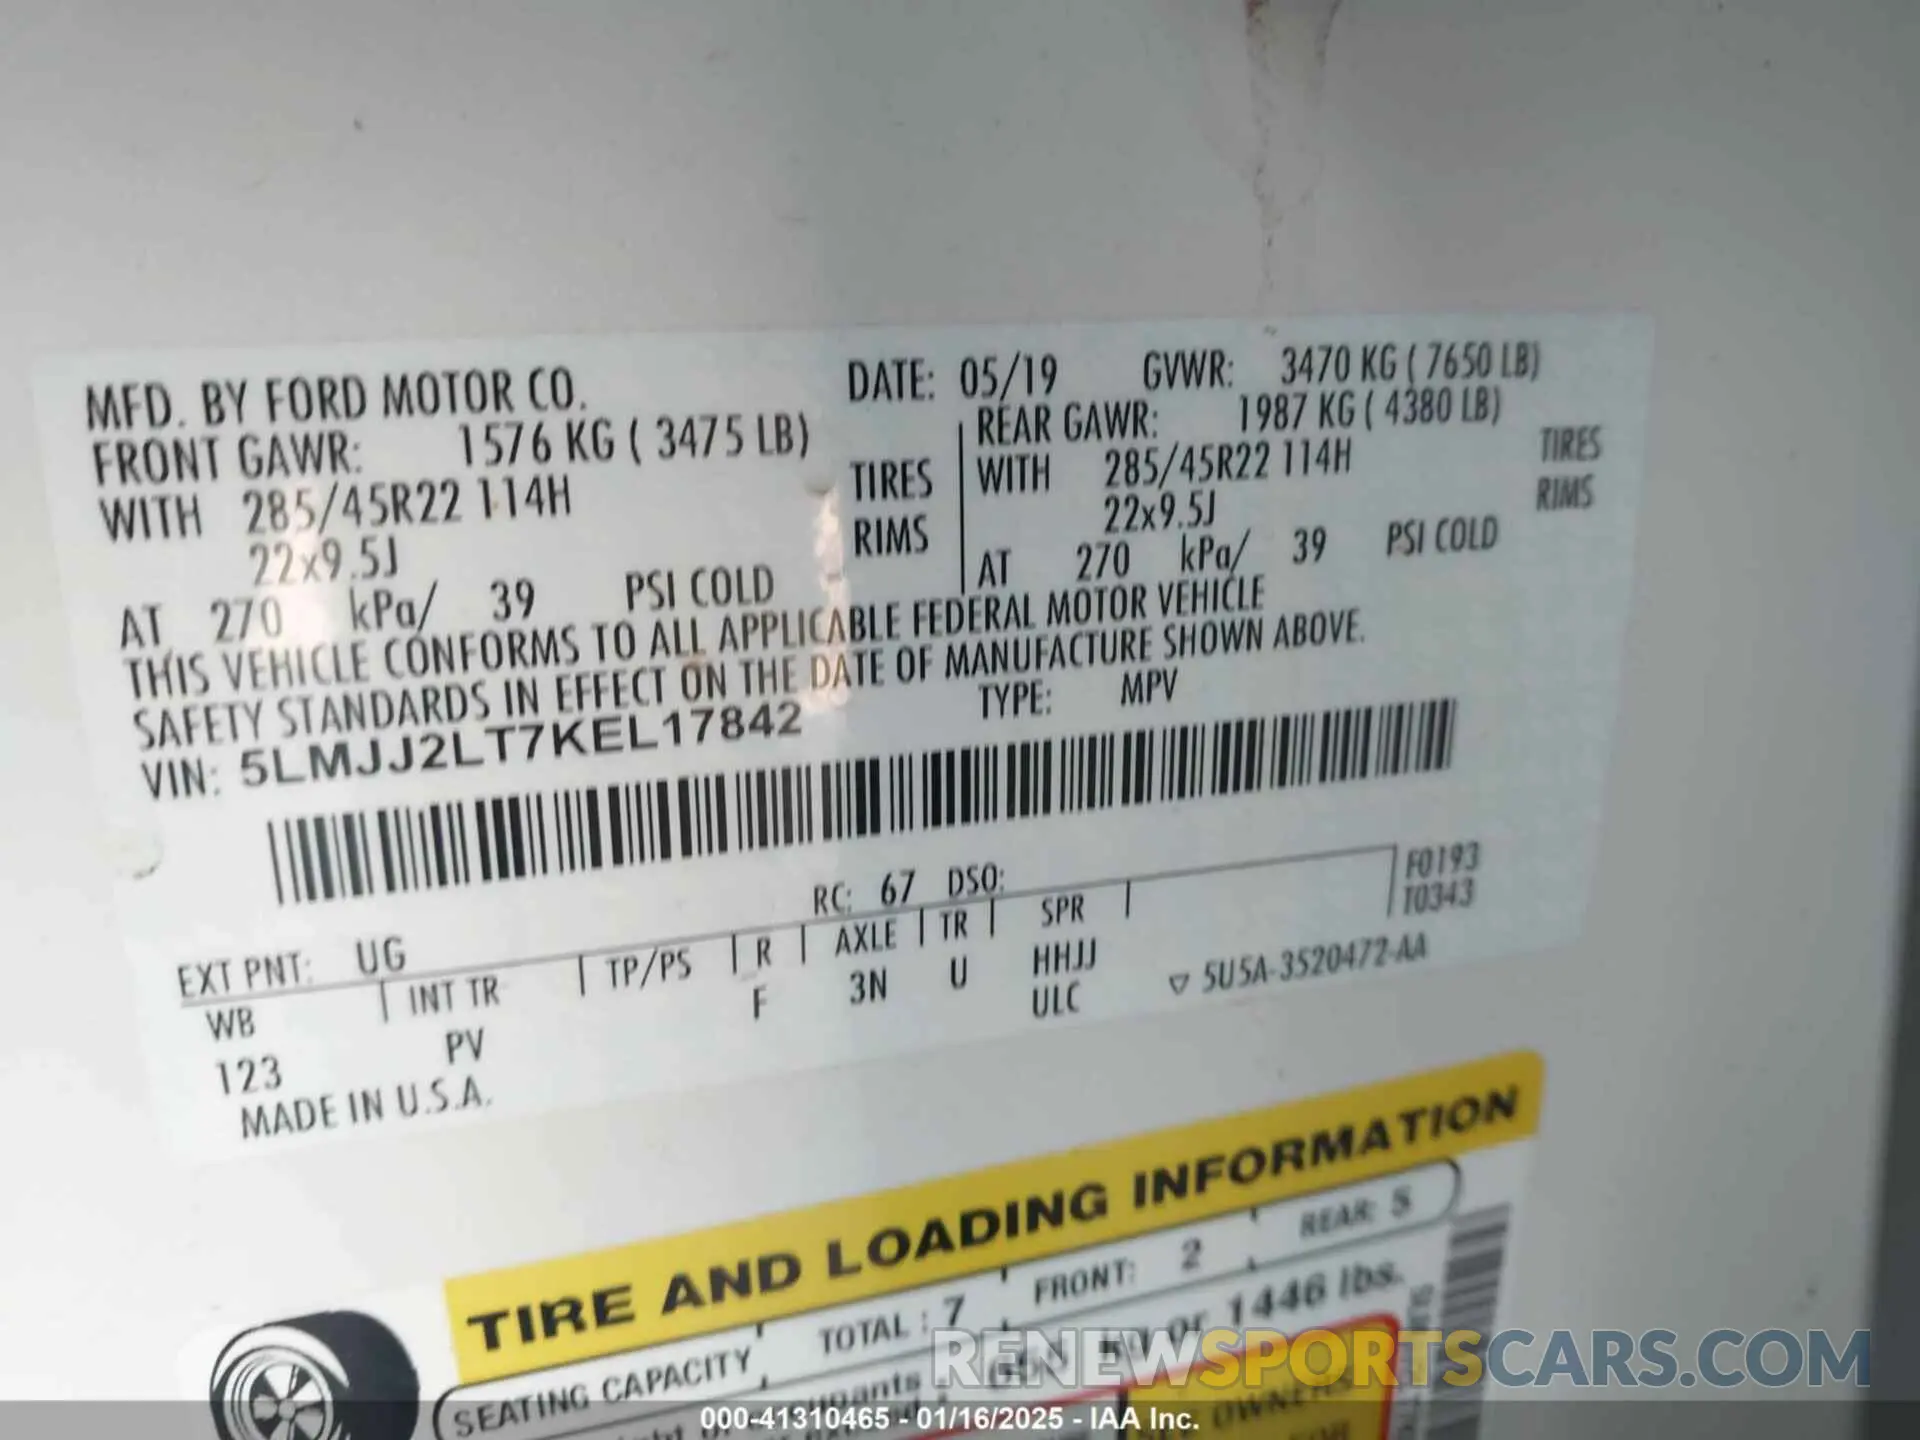 MFD. BY FORD MOTOR CO. DATE: 05/19 GVWR: 3470 KG ( 7650 LB)
FRONT GAWR: 1576 KG ( 3475 LB) REAR GAWR: 1987 KG ( 4380 LB)
WITH 285/45R22 114H TIRES WITH 285/45R22 114H TIRES
22x9.5J RIMS 22x9.5J RIMS
AT 270 kPa/ 39 PSI COLD AT 270 kPa/ 39 PSI COLD
THIS VEHICLE CONFORMS TO ALL APPLICABLE FEDERAL MOTOR VEHICLE
SAFETY STANDARDS IN EFFECT ON THE DATE OF MANUFACTURE SHOWN ABOVE.
VIN: 5LMJJ2LT7KEL17842 TYPE: MPV
EXT PNT: UG RC: 67 DSO: F0193
WB INT TR TP/PS R AXLE TR SPR T0343
123 PV F 3N U HHJJ
ULC ▽ 5U5A-3520472-AA
MADE IN U.S.A.
TIRE AND LOADING INFORMATION
SEATING CAPACITY TOTAL : 7 FRONT: 2 REAR: 5
kg or 1446 lbs.
SEE OWNERS
FOR
RENEWSPORTSCARS.COM
000-41310465 - 01/16/2025 - IAA Inc.